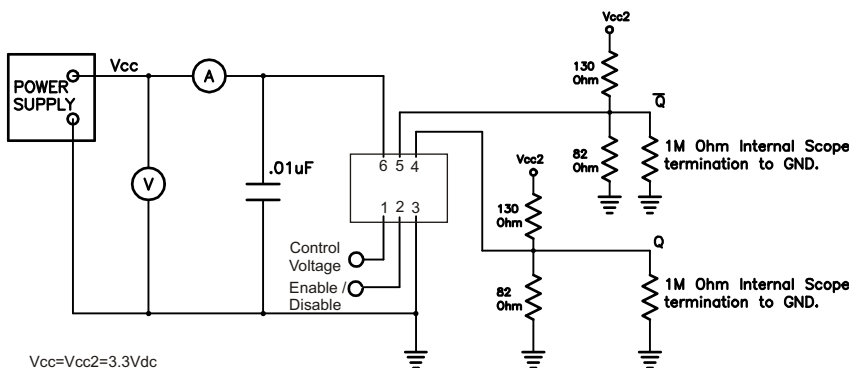 Vcc2
Vcc
A
130
Ohm
POWER
SUPPLY
Q̅
V
.01uF
6 5 4
82
Ohm
1M Ohm Internal Scope
termination to GND.
Vcc2
1 2 3
130
Ohm
Control
Voltage
Q
Enable /
Disable
82
Ohm
1M Ohm Internal Scope
termination to GND.
Vcc=Vcc2=3.3Vdc